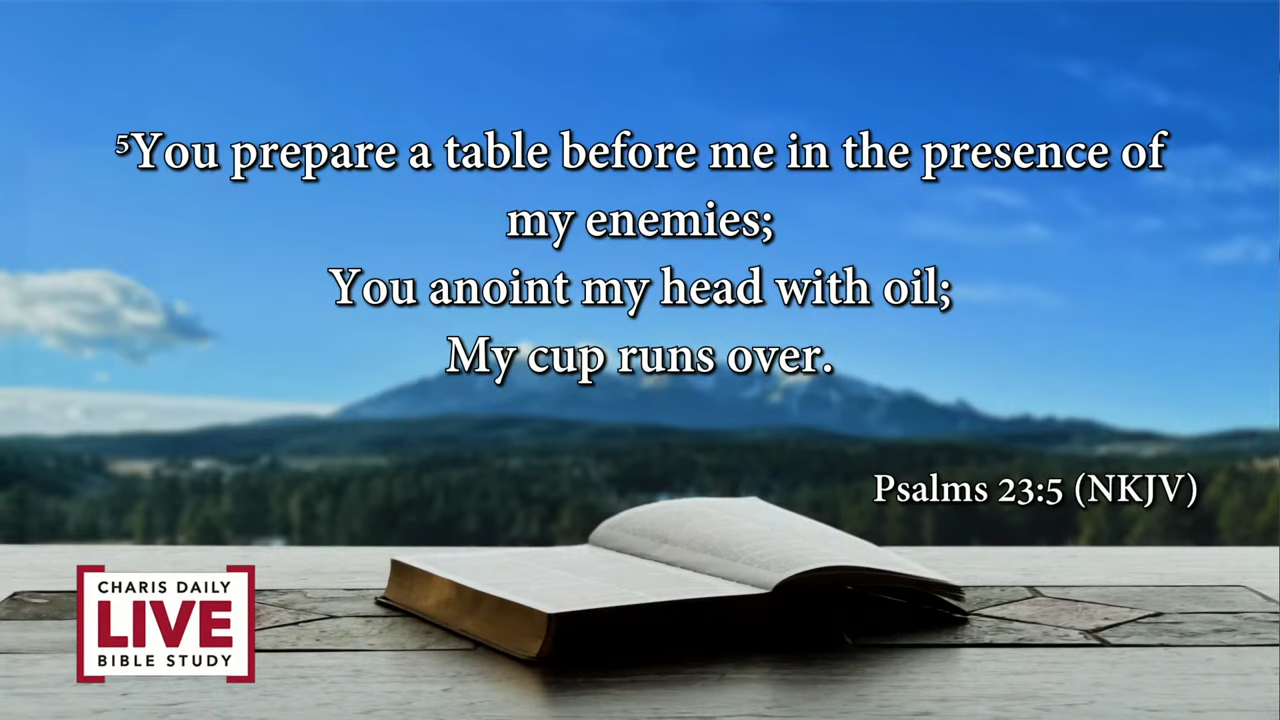 ⁵You prepare a table before me in the presence of
my enemies;
You anoint my head with oil;
My cup runs over.
Psalms 23:5 (NKJV)
CHARIS DAILY
LIVE
BIBLE STUDY